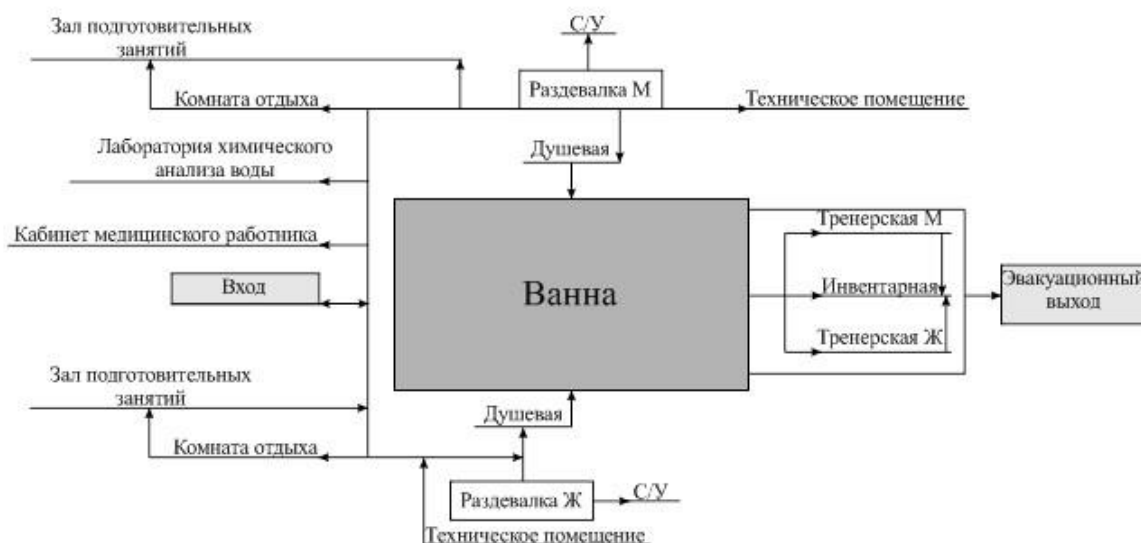 С/У
Зал подготовительных
занятий
Раздевалка М
Комната отдыха
Техническое помещение
Лаборатория химического
анализа воды
Душевая
Кабинет медицинского работника
Тренерская М
Вход
Ванна
Инвентарная
Эвакуационный
выход
Тренерская Ж
Зал подготовительных
занятий
Душевая
Комната отдыха
Раздевалка Ж
С/У
Техническое помещение